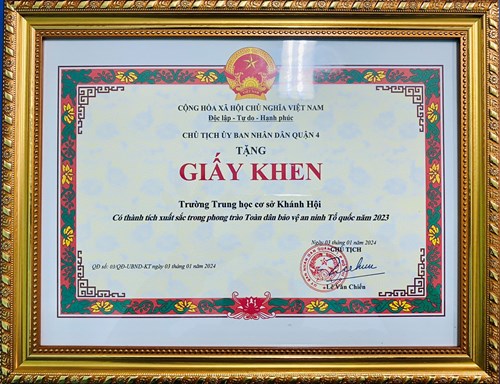 CỘNG HÒA XÃ HỘI CHỦ NGHĨA VIỆT NAM
Độc lập - Tự do - Hạnh phúc
CHỦ TỊCH ỦY BAN NHÂN DÂN QUẬN 4
TẶNG
GIẤY KHEN
Trường Trung học cơ sở Khánh Hội
Có thành tích xuất sắc trong phong trào Toàn dân bảo vệ an ninh Tổ quốc năm 2023
Ngày 01 tháng 01 năm 2024
CHỦ TỊCH
QĐ số: 03/QĐ-UBND-KT ngày 01 tháng 01 năm 2024
Lê Văn Chiến